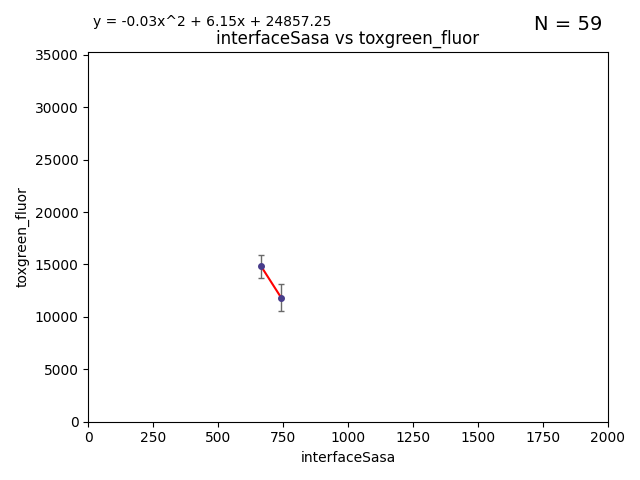 y = -0.03x^2 + 6.15x + 24857.25
N = 59
interfaceSasa vs toxgreen_fluor
35000
30000
25000
20000
15000
10000
5000
0
toxgreen_fluor
0 250 500 750 1000 1250 1500 1750 2000
interfaceSasa